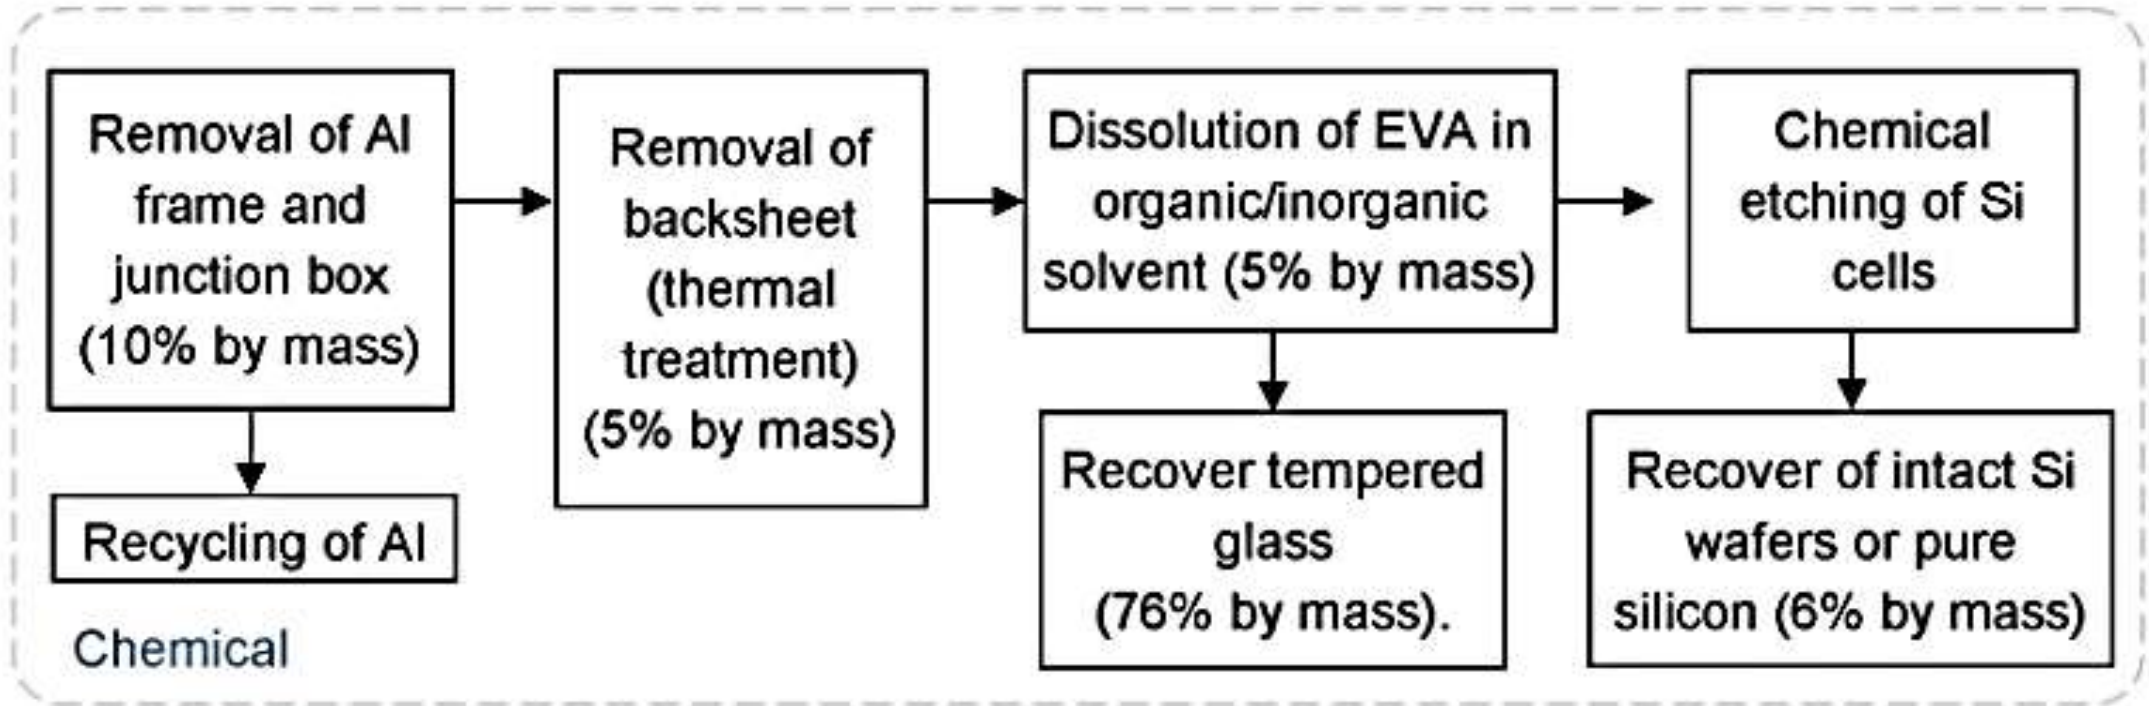 Removal of Al
frame and
junction box
(10% by mass)
Recycling of Al
Removal of
backsheet
(thermal
treatment)
(5% by mass)
Dissolution of EVA in
organic/inorganic
solvent (5% by mass)
Recover tempered
glass
(76% by mass).
Chemical
etching of Si
cells
Recover of intact Si
wafers or pure
silicon (6% by mass)
Chemical